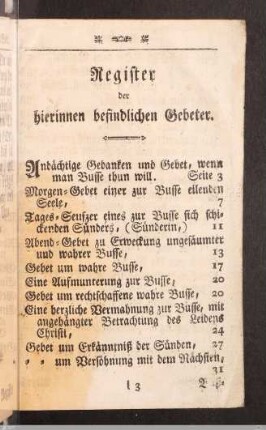 Register
der
hierinnen befindlichen Gebeter.
Andächtige Gedanken und Gebet, wenn
man Busse thun will. Seite 3
Morgen-Gebet einer zur Busse eilenden
Seele, 7
Tages-Seufzer eines zur Busse sich schi-
ckenden Sünders, (Sünderin,) 11
Abend-Gebet zu Erweckung ungesäumter
und wahrer Busse, 13
Gebet um wahre Busse, 17
Eine Aufmunterung zur Busse, 20
Gebet um rechtschaffene wahre Busse, 20
Eine herzliche Vermahnung zur Busse, mit
angehängter Betrachtung des Leidens
Christi, 24
Gebet um Erkänntniß der Sünden, 27
= = um Versöhnung mit dem Nächsten,
31
l 3